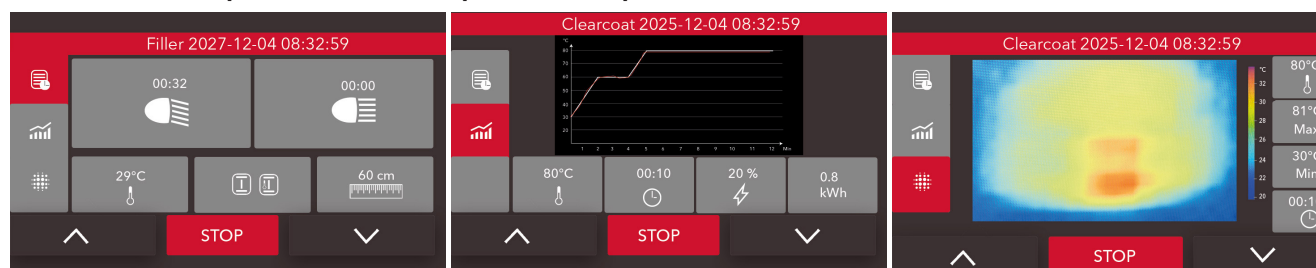 Filler 2027-12-04 08:32:59
00:32
00:00
29°C
60 cm
STOP
Clearcoat 2025-12-04 08:32:59
°C
80
70
60
50
40
30
20
1 2 3 4 5 6 7 8 9 10 11 12 Min
80°C
00:10
20 %
0.8
kWh
STOP
Clearcoat 2025-12-04 08:32:59
°C
32
30
28
26
24
22
20
80°C
81°C
Max
30°C
Min
00:10
STOP